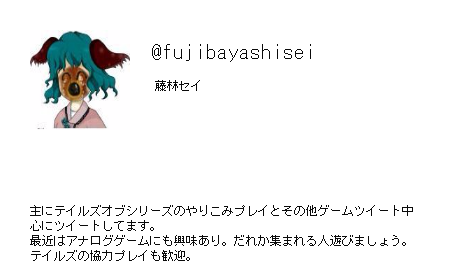 @fujibayashisei
藤林セイ
主にテイルズオブシリーズのやりこみプレイとその他ゲームツイート中
心にツイートしてます。
最近はアナログゲームにも興味あり。だれか集まれる人遊びましょう。
テイルズの協力プレイも歓迎。